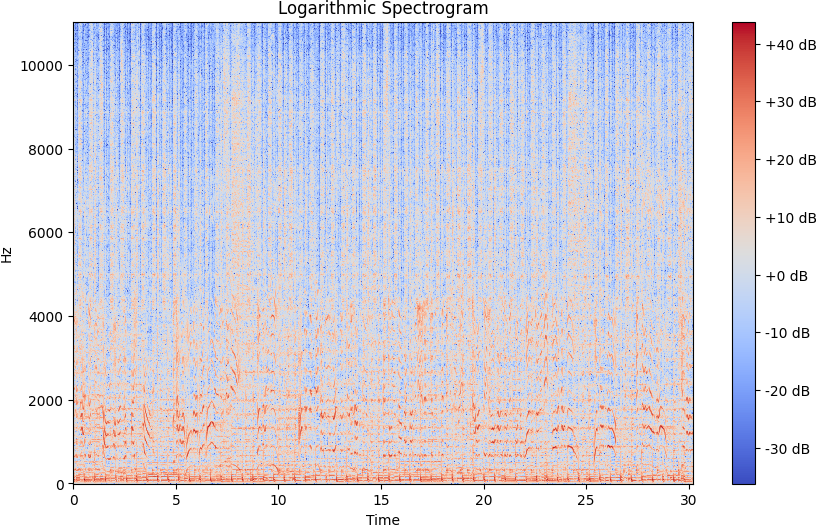 Logarithmic Spectrogram
Hz
10000
8000
6000
4000
2000
0
0 5 10 15 20 25 30
Time
+40 dB
+30 dB
+20 dB
+10 dB
+0 dB
-10 dB
-20 dB
-30 dB